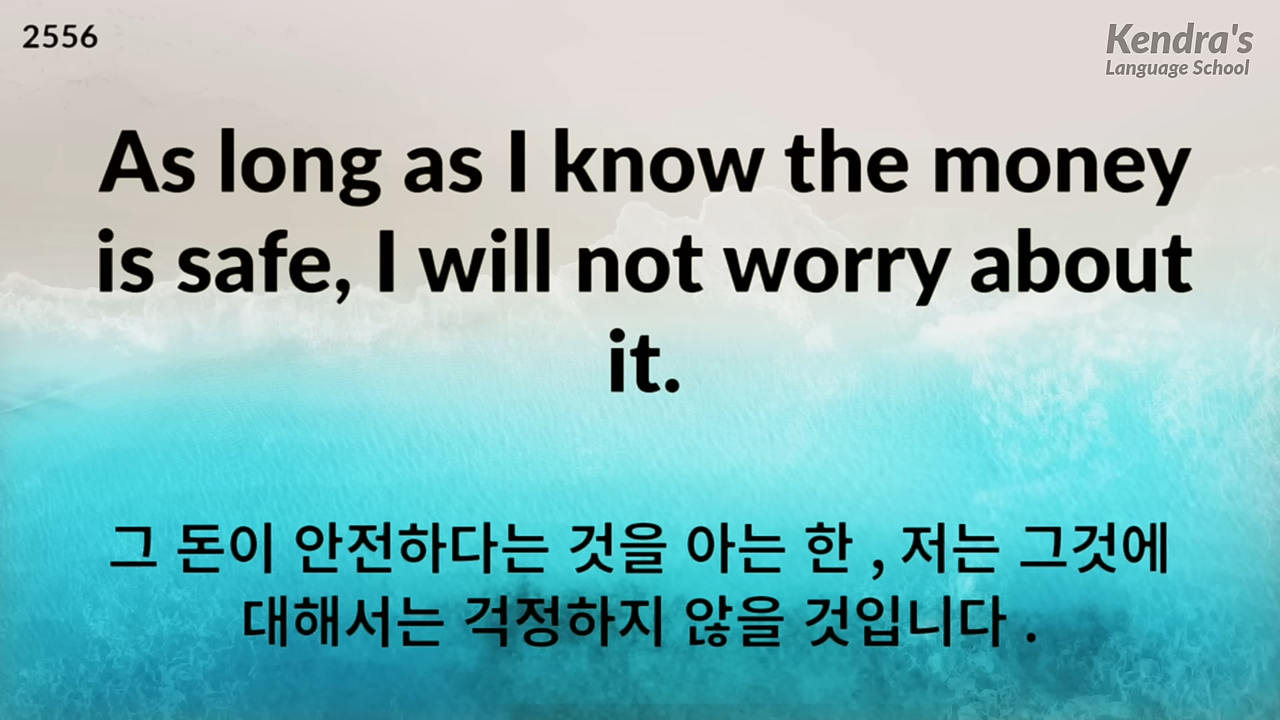 2556
Kendra's
Language School
As long as I know the money
is safe, I will not worry about
it.
그 돈이 안전하다는 것을 아는 한 , 저는 그것에
대해서는 걱정하지 않을 것입니다 .